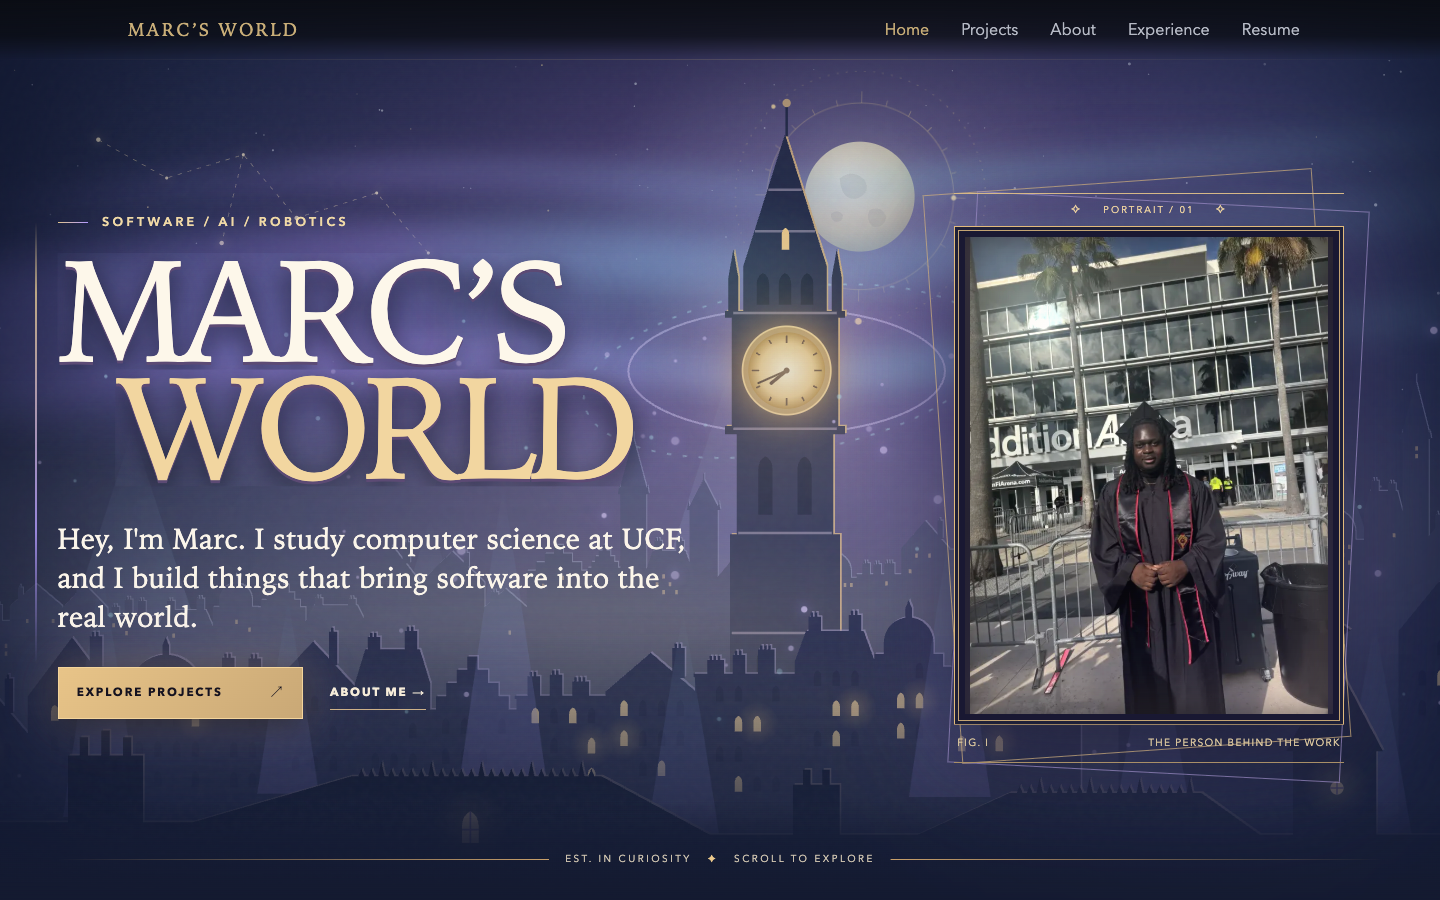 MARC’S WORLD
Home Projects About Experience Resume
SOFTWARE / AI / ROBOTICS
MARC’S
WORLD
Hey, I'm Marc. I study computer science at UCF,
and I build things that bring software into the
real world.
EXPLORE PROJECTS ↗
ABOUT ME →
PORTRAIT / 01
ddition
FIG. I
THE PERSON BEHIND THE WORK
EST. IN CURIOSITY ✦ SCROLL TO EXPLORE